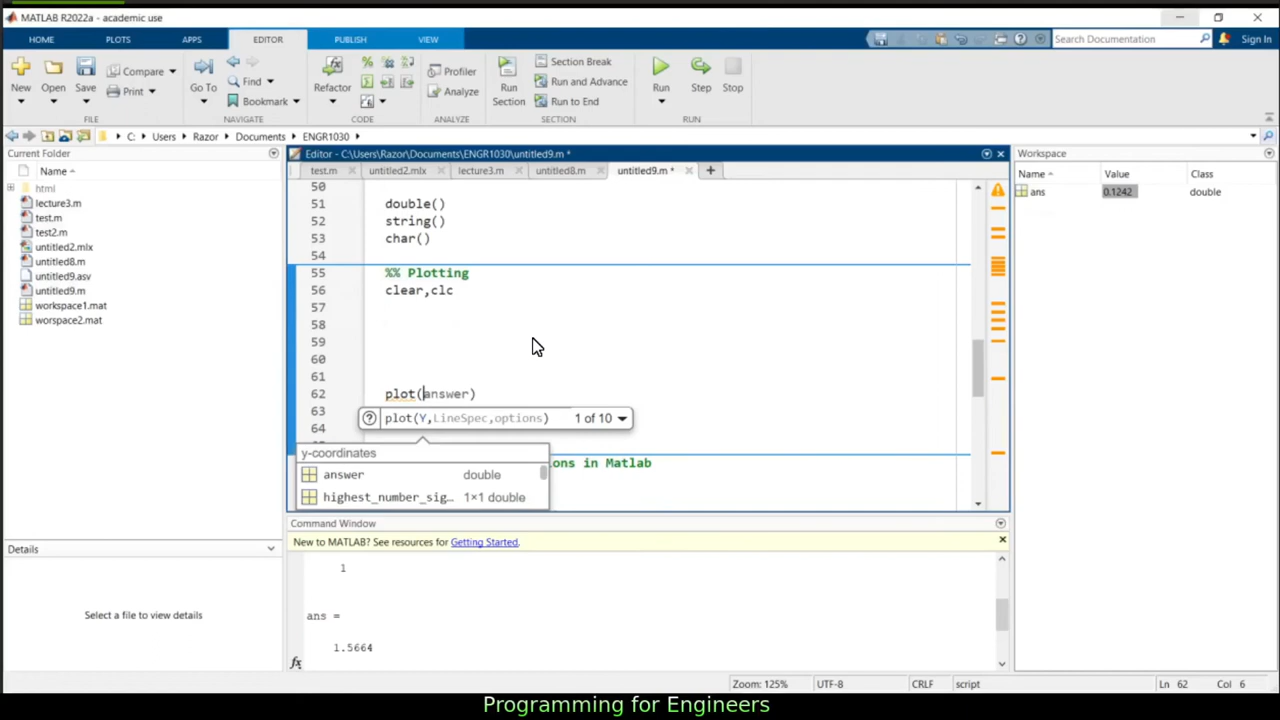 MATLAB R2022a - academic use
HOME PLOTS APPS EDITOR PUBLISH VIEW Search Documentation Sign In
New Open Save Compare Print Go To Find Bookmark Refactor Profiler Analyze Run Section Section Break Run and Advance Run to End Run Step Stop
FILE NAVIGATE CODE ANALYZE SECTION RUN
C: Users Razor Documents ENGR1030
Current Folder
Name
html
lecture3.m
test.m
test2.m
untitled2.mlx
untitled8.m
untitled9.asv
untitled9.m
workspace1.mat
worspace2.mat
Details
Select a file to view details
Editor - C:\Users\Razor\Documents\ENGR1030\untitled9.m *
test.m untitled2.mlx lecture3.m untitled8.m untitled9.m *
50
51 double()
52 string()
53 char()
54
55 %% Plotting
56 clear,clc
57
58
59
60
61
62 plot(answer)
63 plot(Y,LineSpec,options) 1 of 10
64
y-coordinates
ions in Matlab
answer double
highest_number_sig... 1×1 double
Command Window
New to MATLAB? See resources for Getting Started.
1
ans =
1.5664
fx
Workspace
Name Value Class
ans 0.1242 double
Zoom: 125% UTF-8 CRLF script Ln 62 Col 6
Programming for Engineers